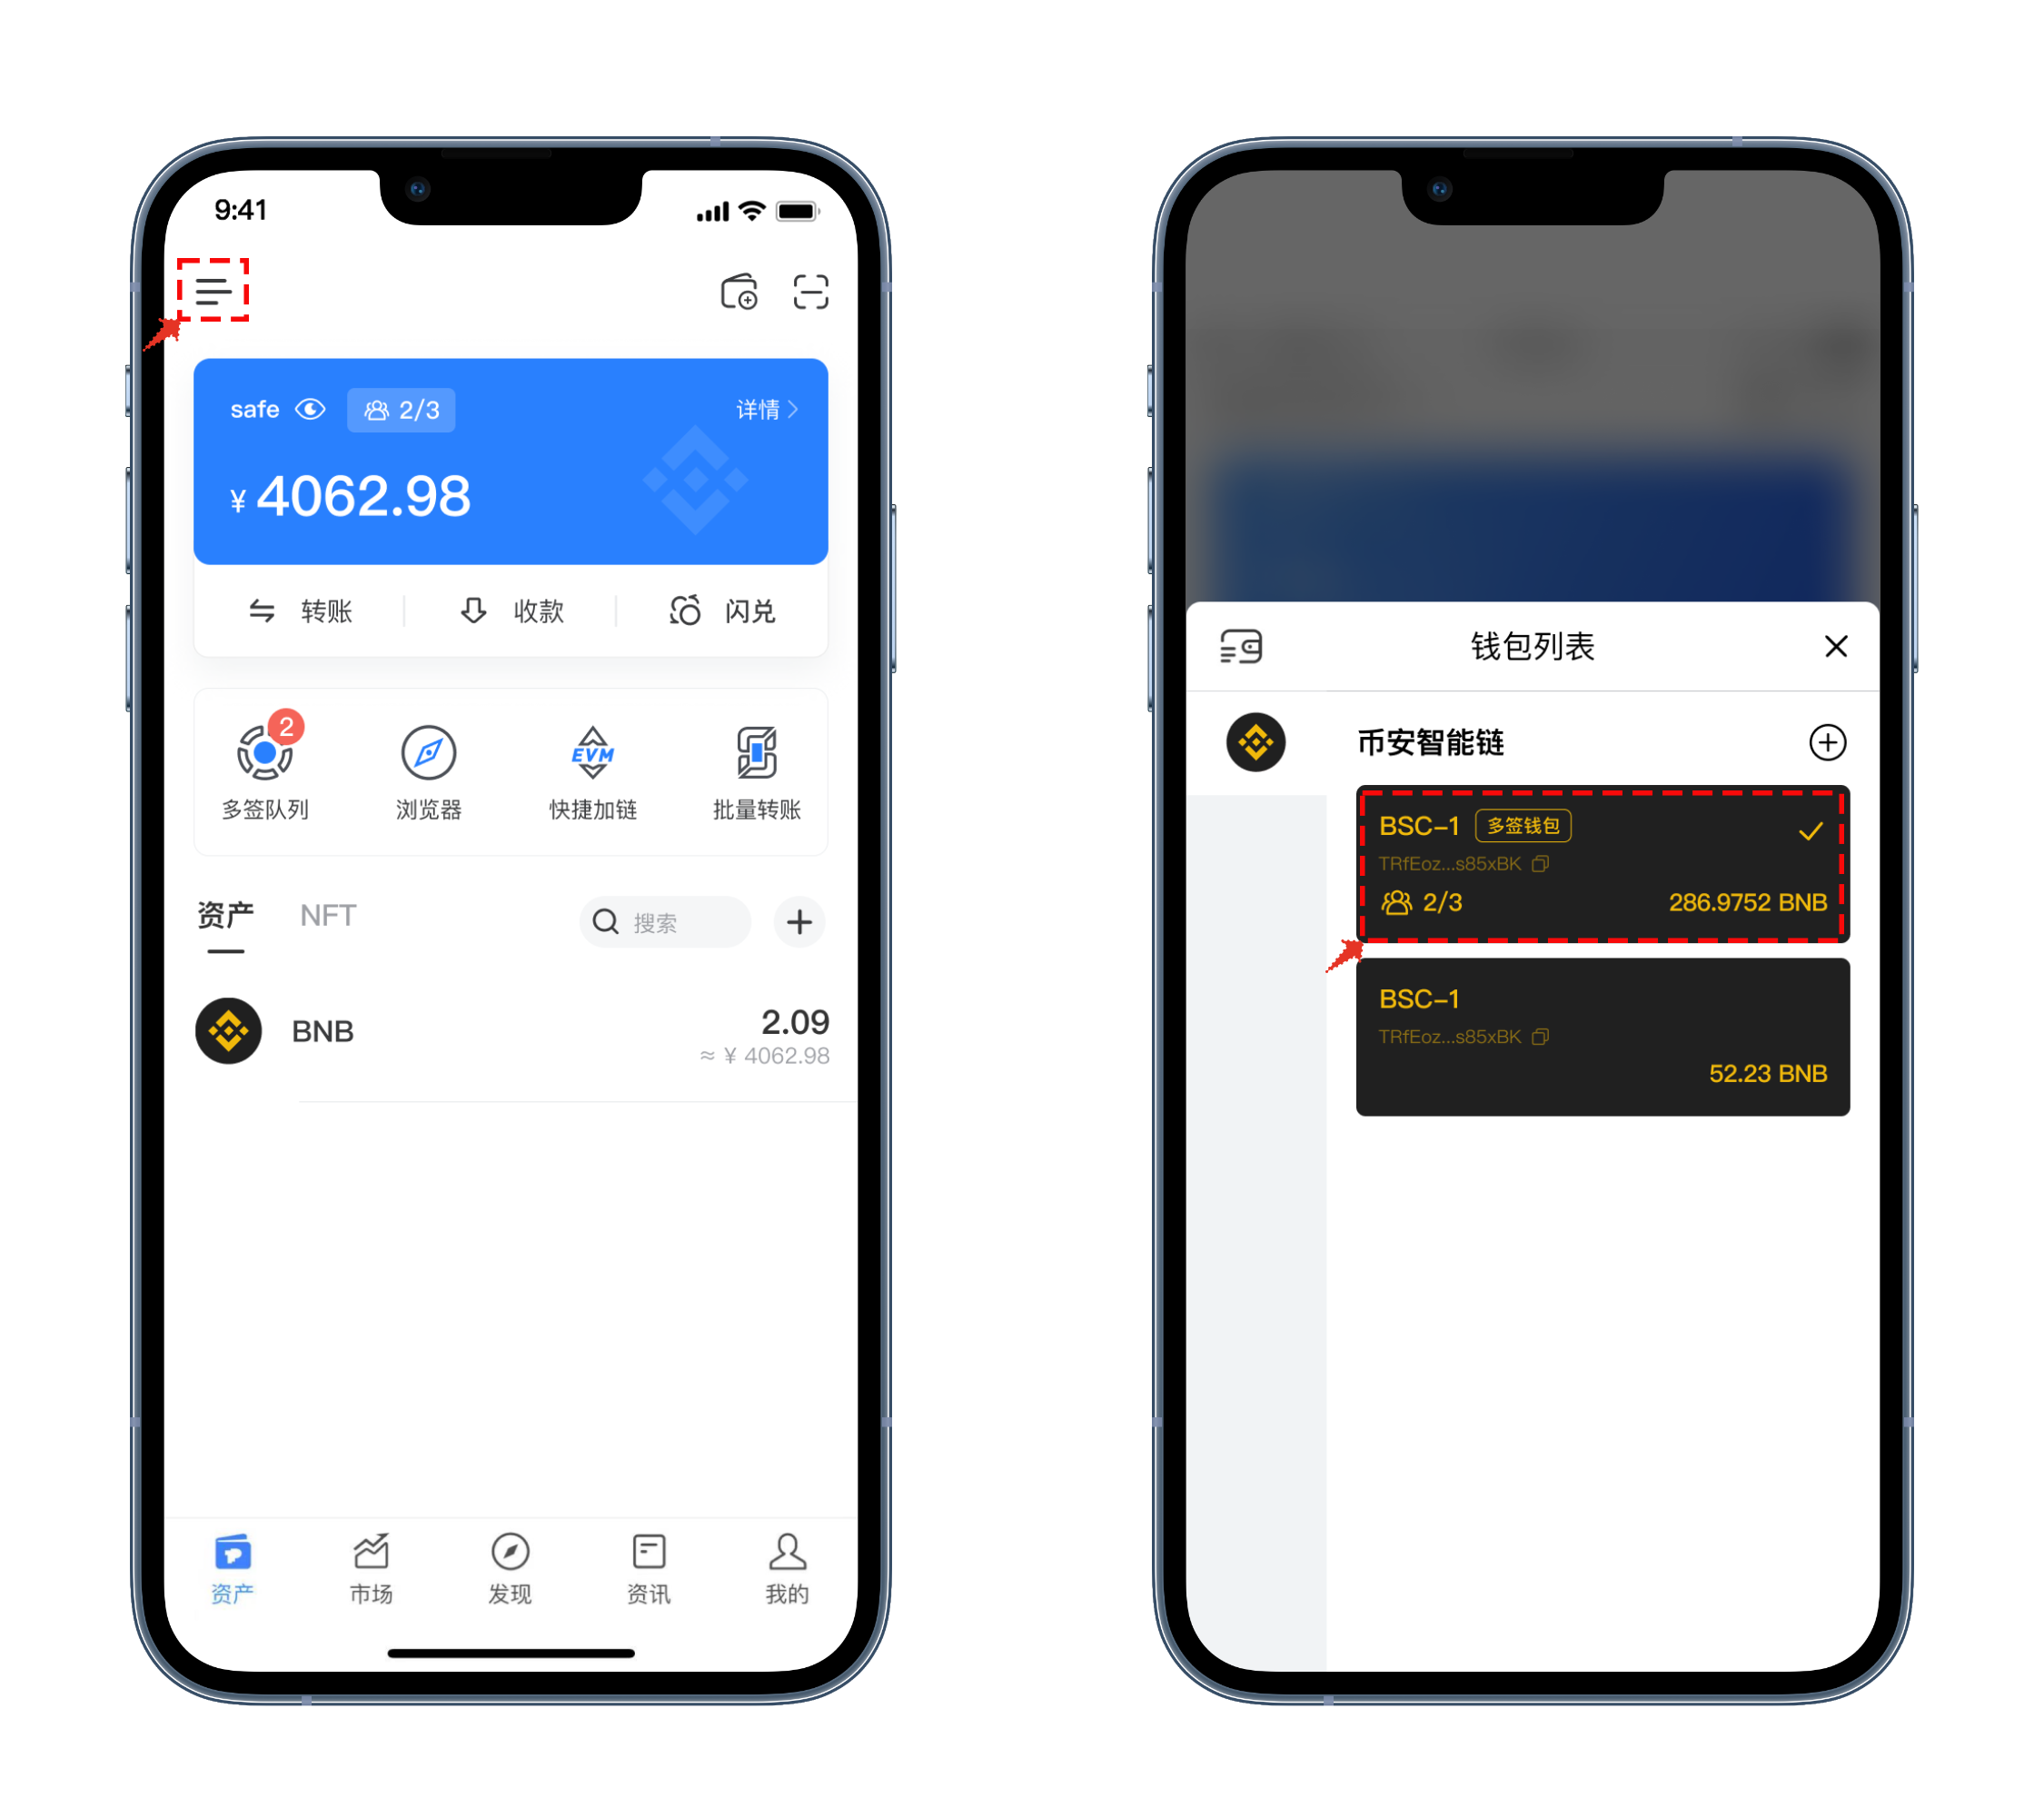 9:41
safe 2/3 详情
¥ 4062.98
转账 收款 闪兑
2
EVM
多签队列 浏览器 快捷加链 批量转账
资产 NFT 搜索
BNB 2.09
≈ ¥ 4062.98
资产 市场 发现 资讯 我的
钱包列表
币安智能链
BSC-1 多签钱包
TRfEoz...s85xBK
2/3 286.9752 BNB
BSC-1
TRfEoz...s85xBK
52.23 BNB